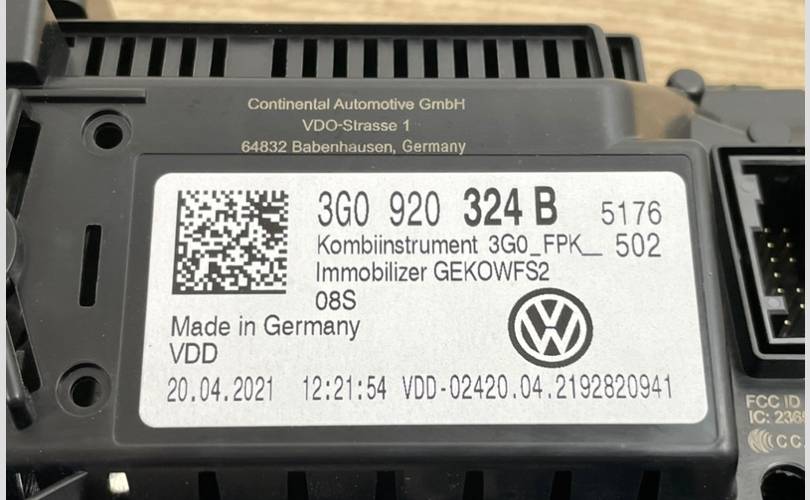 Continental Automotive GmbH
VDO-Strasse 1
64832 Babenhausen, Germany
3G0 920 324 B 5176
Kombiinstrument 3G0_FPK_ 502
Immobilizer GEKOWFS2
08S
Made in Germany
VDD
20.04.2021 12:21:54 VDD-02420.04.2192820941
FCC ID
IC: